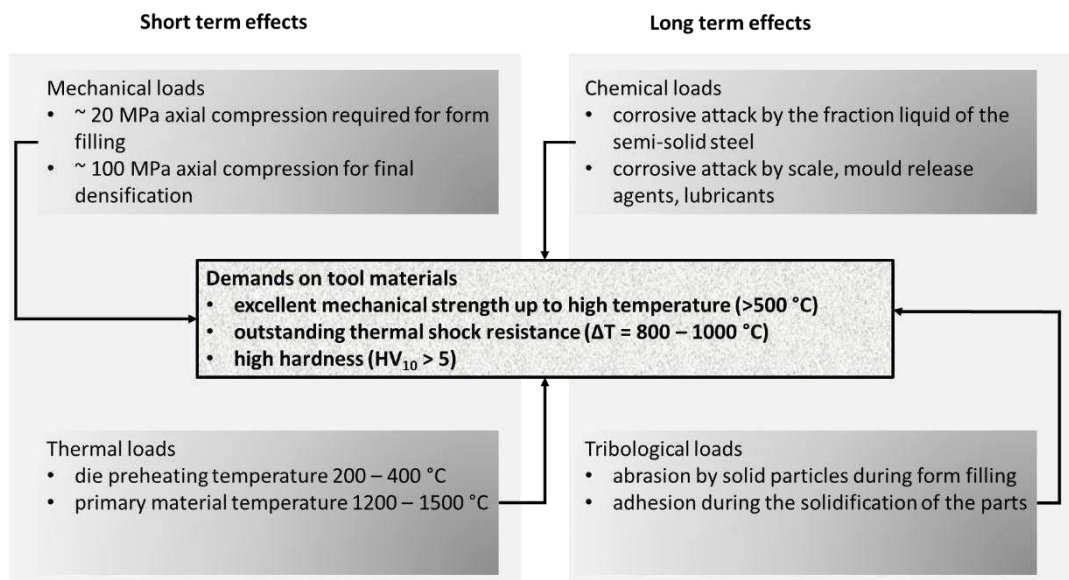 Short term effects
Long term effects
Mechanical loads
• ~ 20 MPa axial compression required for form
filling
• ~ 100 MPa axial compression for final
densification
Chemical loads
• corrosive attack by the fraction liquid of the
semi-solid steel
• corrosive attack by scale, mould release
agents, lubricants
Demands on tool materials
• excellent mechanical strength up to high temperature (>500 °C)
• outstanding thermal shock resistance (ΔT = 800 – 1000 °C)
• high hardness (HV₁₀ > 5)
Thermal loads
• die preheating temperature 200 – 400 °C
• primary material temperature 1200 – 1500 °C
Tribological loads
• abrasion by solid particles during form filling
• adhesion during the solidification of the parts